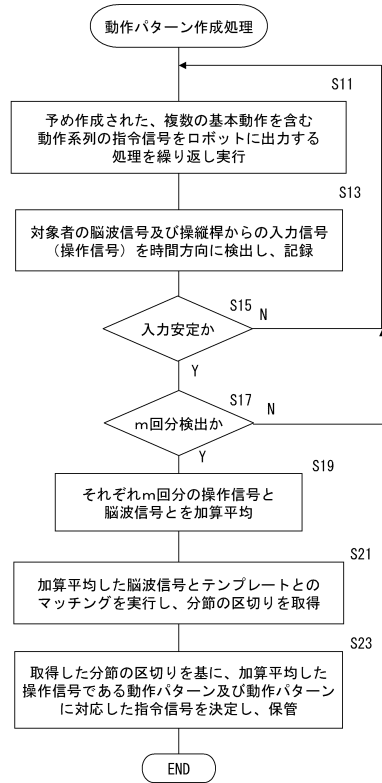 動作パターン作成処理
S11
予め作成された、複数の基本動作を含む
動作系列の指令信号をロボットに出力する
処理を繰り返し実行
S13
対象者の脳波信号及び操縦桿からの入力信号
（操作信号）を時間方向に検出し、記録
S15
入力安定か
N
Y
S17
ｍ回分検出か
N
Y
S19
それぞれｍ回分の操作信号と
脳波信号とを加算平均
S21
加算平均した脳波信号とテンプレートとの
マッチングを実行し、分節の区切りを取得
S23
取得した分節の区切りを基に、加算平均した
操作信号である動作パターン及び動作パターン
に対応した指令信号を決定し、保管
END